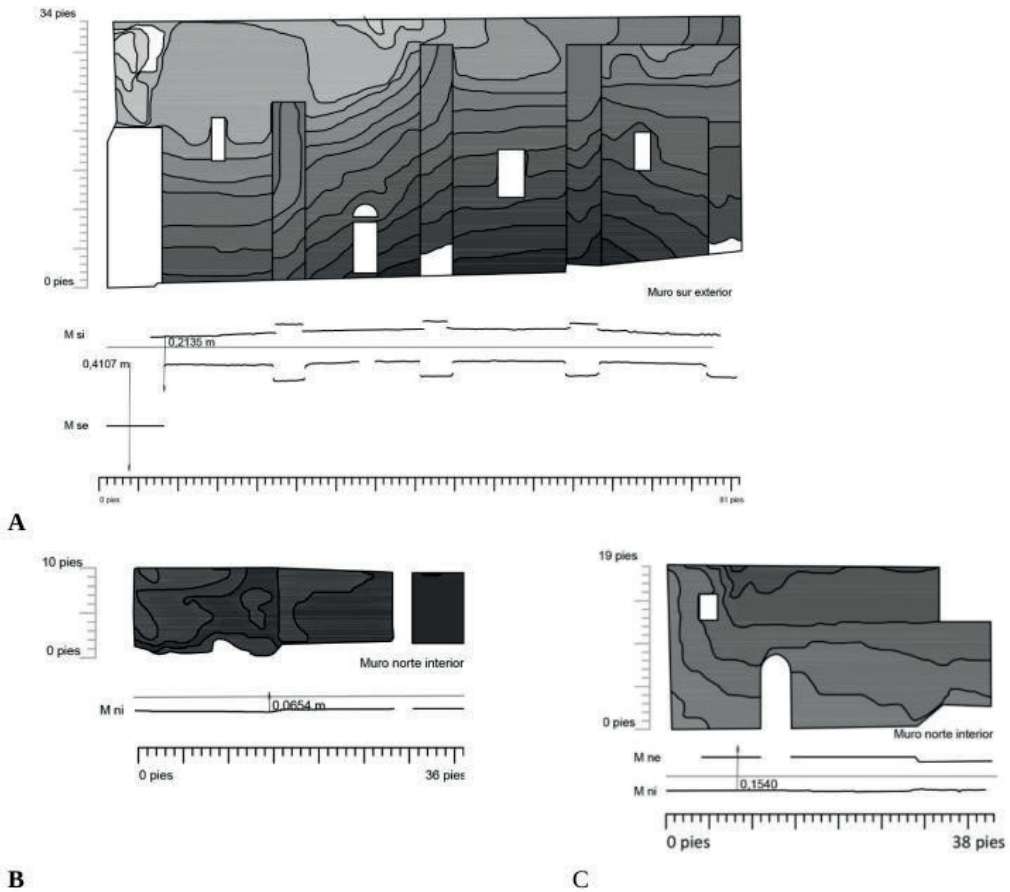 34 pies
0 pies
Muro sur exterior
M si
0,2135 m
0,4107 m
M se
0 pies
91 pies
A
10 pies
0 pies
Muro norte interior
M ni
0,0654 m
0 pies
36 pies
B
19 pies
0 pies
Muro norte interior
M ne
0,1540
M ni
0 pies
38 pies
C